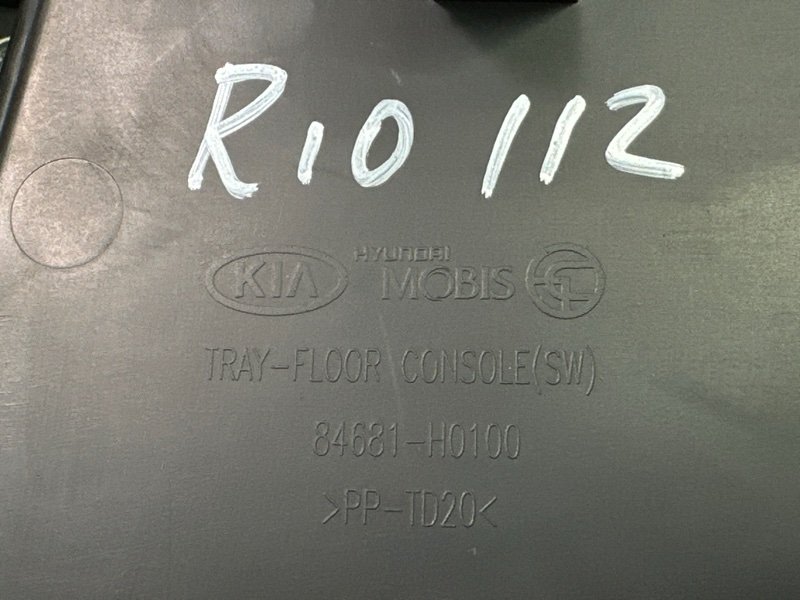 RIO 112
KIA HYUNDAI MOBIS
TRAY-FLOOR CONSOLE(SW)
84681-H0100
>PP-TD20<